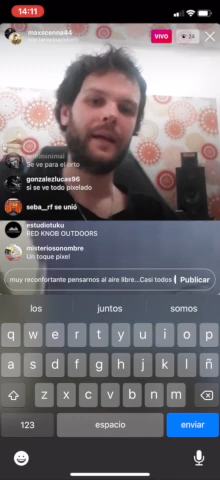 14:11
maxscenna44
VIVO
24
Se ve para el orto
gonzalezlucas96
si se ve todo pixelado
seba__rf se unió
estudiotuku
RED KNOB OUTDOORS
misteriosonombre
Un toque pixel
muy reconfortante pensarnos al aire libre...Casi todos
Publicar
los juntos somos
q w e r t y u i o p
a s d f g h j k l ñ
z x c v b n m
123 espacio enviar